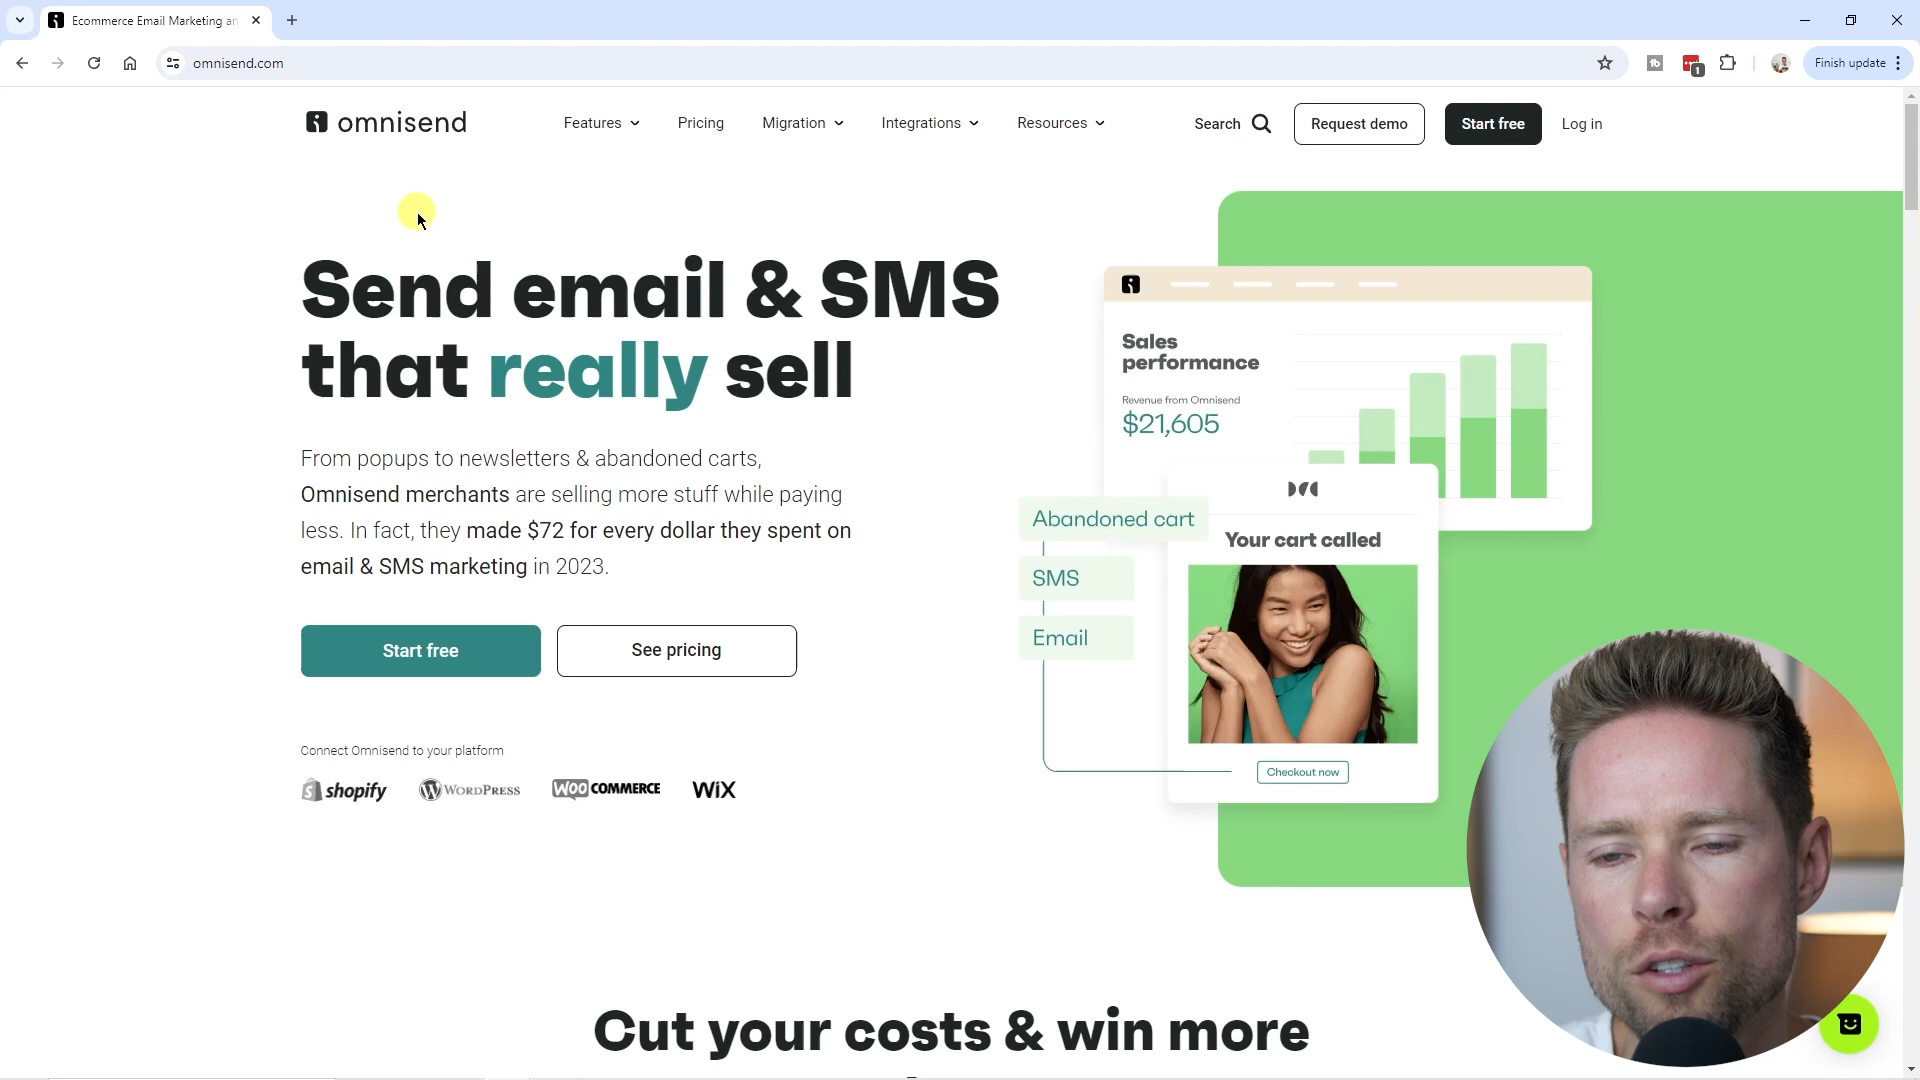 Ecommerce Email Marketing an
omnisend.com
1
Finish update
omnisend
Features
Pricing
Migration
Integrations
Resources
Search
Request demo
Start free
Log in
Send email & SMS
that really sell
From popups to newsletters & abandoned carts,
Omnisend merchants are selling more stuff while paying
less. In fact, they made $72 for every dollar they spent on
email & SMS marketing in 2023.
Start free
See pricing
Connect Omnisend to your platform
shopify
WORDPRESS
WOO COMMERCE
WiX
Sales
performance
Revenue from Omnisend
$21,605
Abandoned cart
SMS
Email
Your cart called
Checkout now
Cut your costs & win more